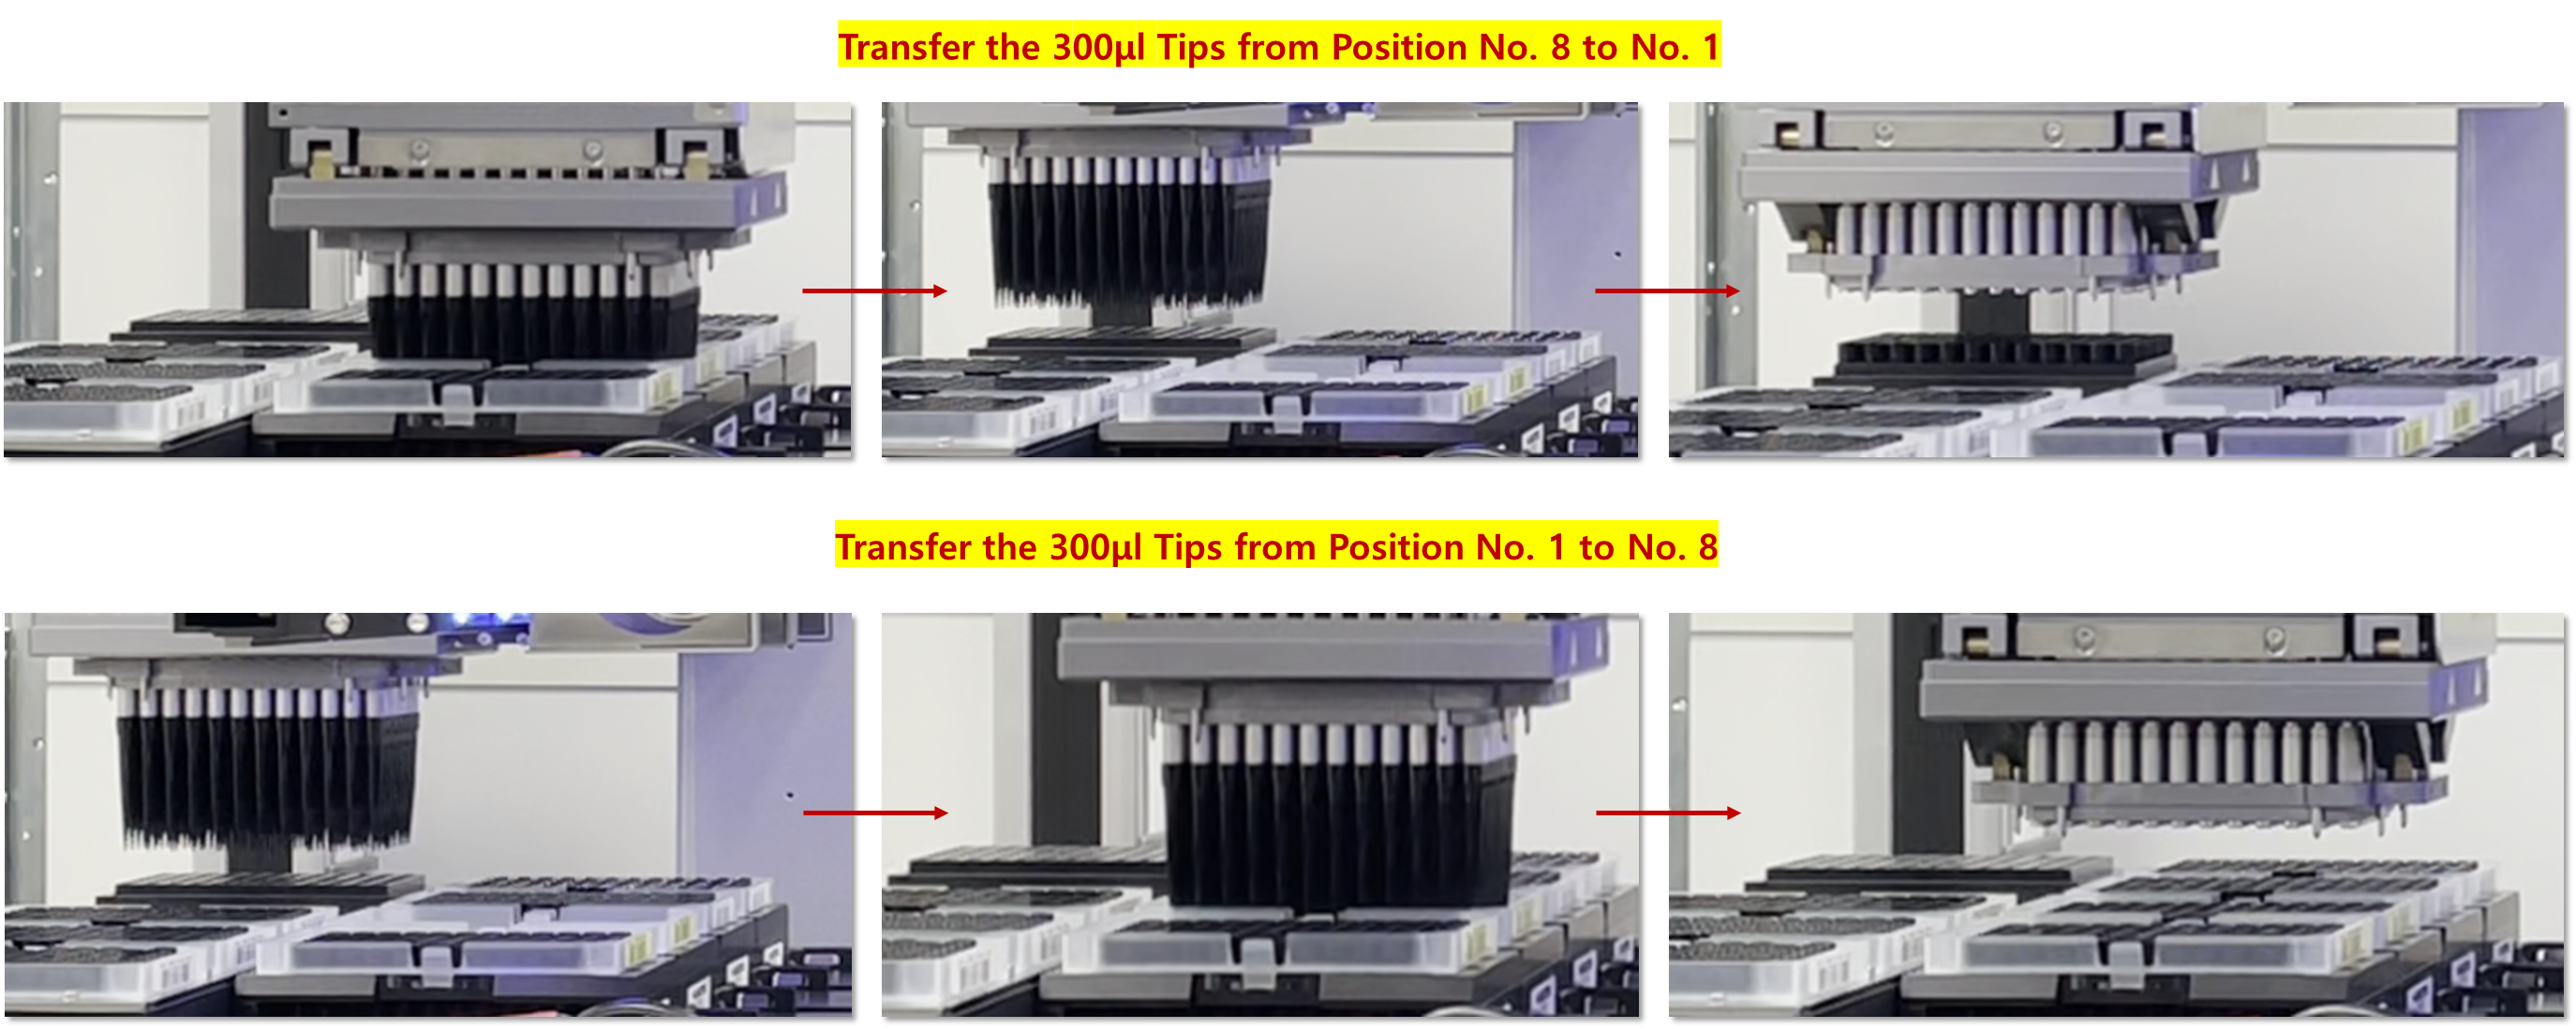 Transfer the 300μl Tips from Position No. 8 to No. 1
Transfer the 300μl Tips from Position No. 1 to No. 8